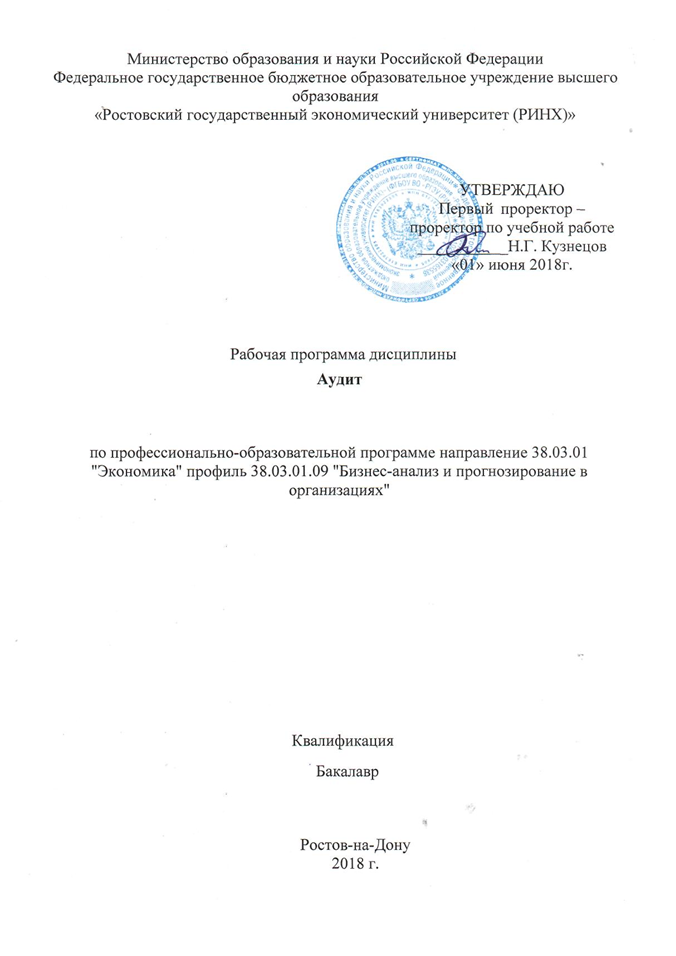 Министерство образования и науки Российской Федерации
Федеральное государственное бюджетное образовательное учреждение высшего
образования
«Ростовский государственный экономический университет (РИНХ)»
УТВЕРЖДАЮ
Первый проректор –
проректор по учебной работе
Н.Г. Кузнецов
«01» июня 2018г.
Рабочая программа дисциплины
Аудит
по профессионально-образовательной программе направление 38.03.01
"Экономика" профиль 38.03.01.09 "Бизнес-анализ и прогнозирование в
организациях"
Квалификация
Бакалавр
Ростов-на-Дону
2018 г.